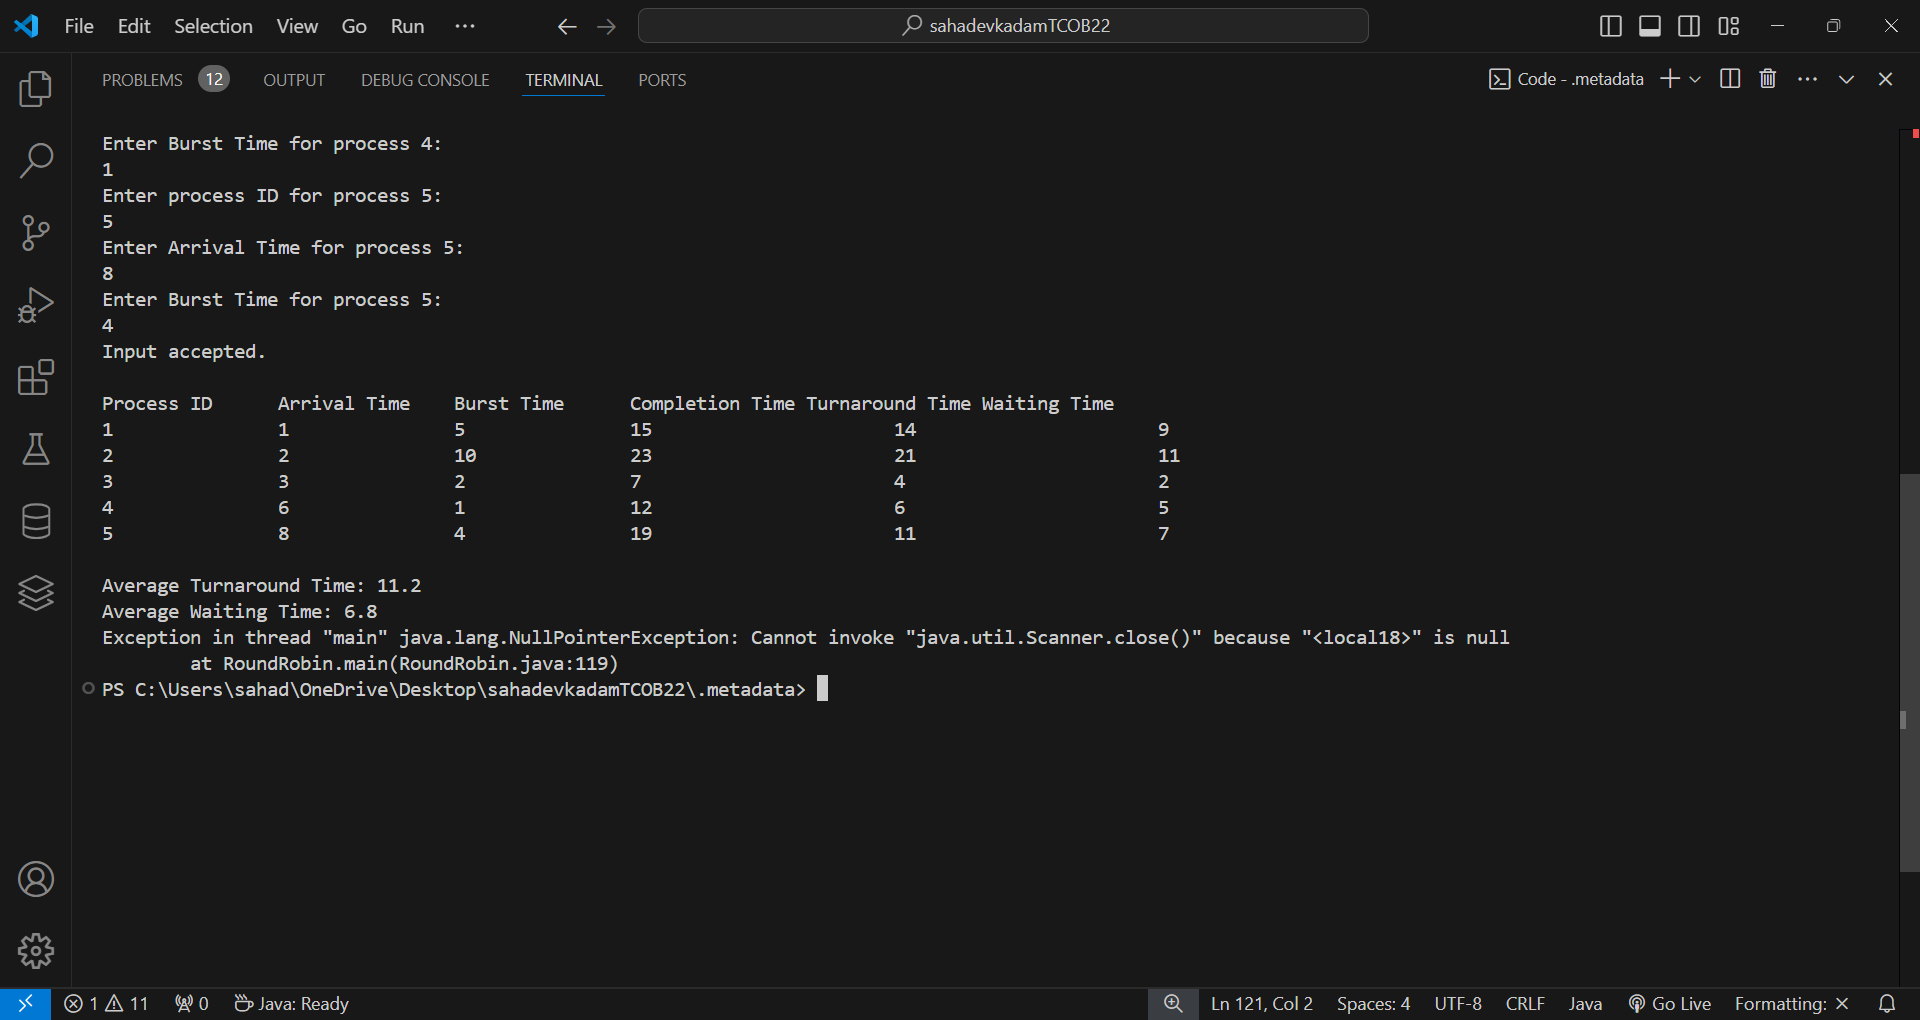 File Edit Selection View Go Run ··· sahadevkadamTCOB22
PROBLEMS 12 OUTPUT DEBUG CONSOLE TERMINAL PORTS Code - .metadata
Enter Burst Time for process 4:
1
Enter process ID for process 5:
5
Enter Arrival Time for process 5:
8
Enter Burst Time for process 5:
4
Input accepted.
Process ID Arrival Time Burst Time Completion Time Turnaround Time Waiting Time
1 1 5 15 14 9
2 2 10 23 21 11
3 3 2 7 4 2
4 6 1 12 6 5
5 8 4 19 11 7
Average Turnaround Time: 11.2
Average Waiting Time: 6.8
Exception in thread "main" java.lang.NullPointerException: Cannot invoke "java.util.Scanner.close()" because "<local18>" is null
at RoundRobin.main(RoundRobin.java:119)
PS C:\Users\sahad\OneDrive\Desktop\sahadevkadamTCOB22\.metadata>
1 11 0 Java: Ready Ln 121, Col 2 Spaces: 4 UTF-8 CRLF Java Go Live Formatting: ×